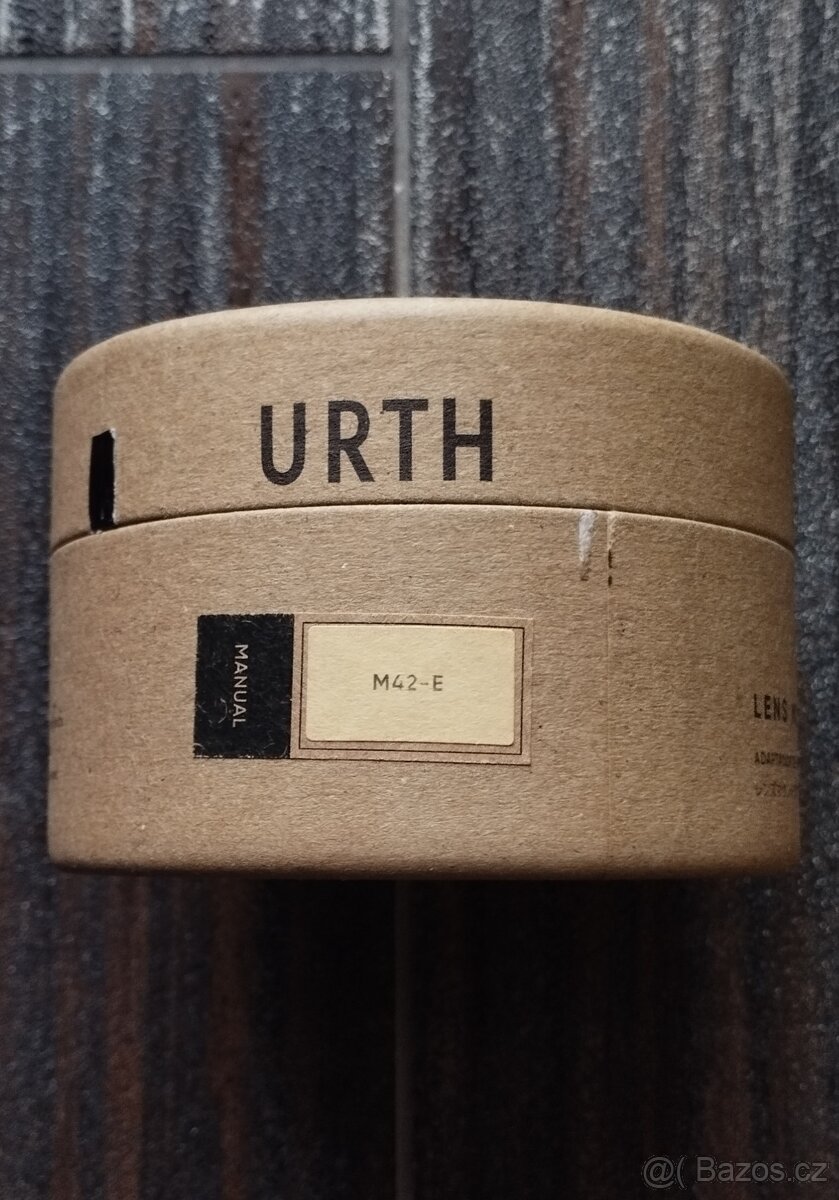 URTH
MANUAL
M42-E
LENS
@( Bazos.cz